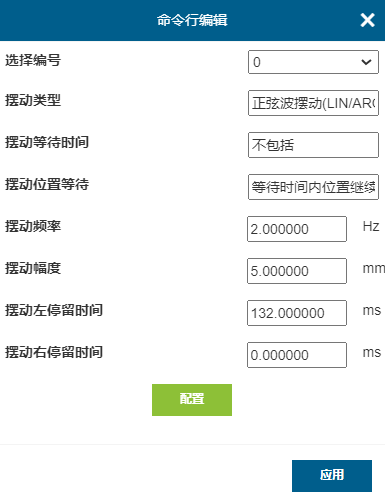 命令行编辑
选择编号 0
摆动类型 正弦波摆动(LIN/ARC
摆动等待时间 不包括
摆动位置等待 等待时间内位置继续
摆动频率 2.000000 Hz
摆动幅度 5.000000 mm
摆动左停留时间 132.000000 ms
摆动右停留时间 0.000000 ms
配置
应用